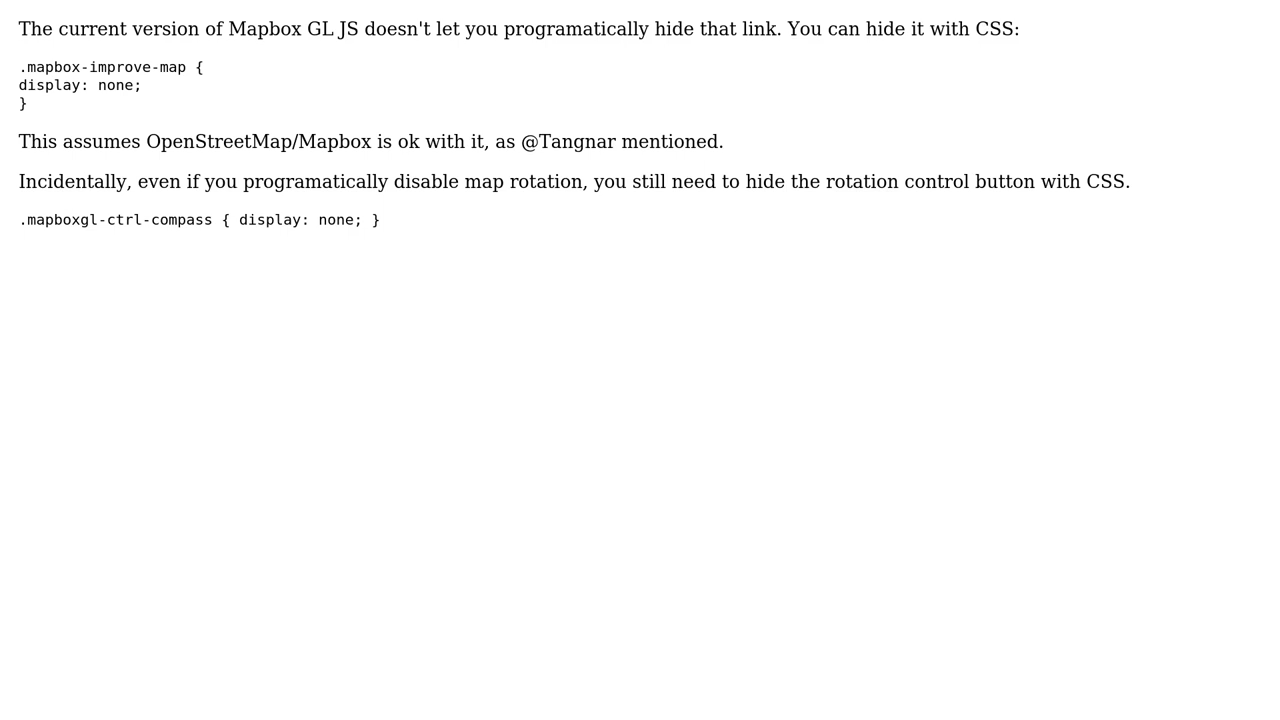 The current version of Mapbox GL JS doesn't let you programatically hide that link. You can hide it with CSS:
.mapbox-improve-map {
display: none;
}
This assumes OpenStreetMap/Mapbox is ok with it, as @Tangnar mentioned.
Incidentally, even if you programatically disable map rotation, you still need to hide the rotation control button with CSS.
.mapboxgl-ctrl-compass { display: none; }